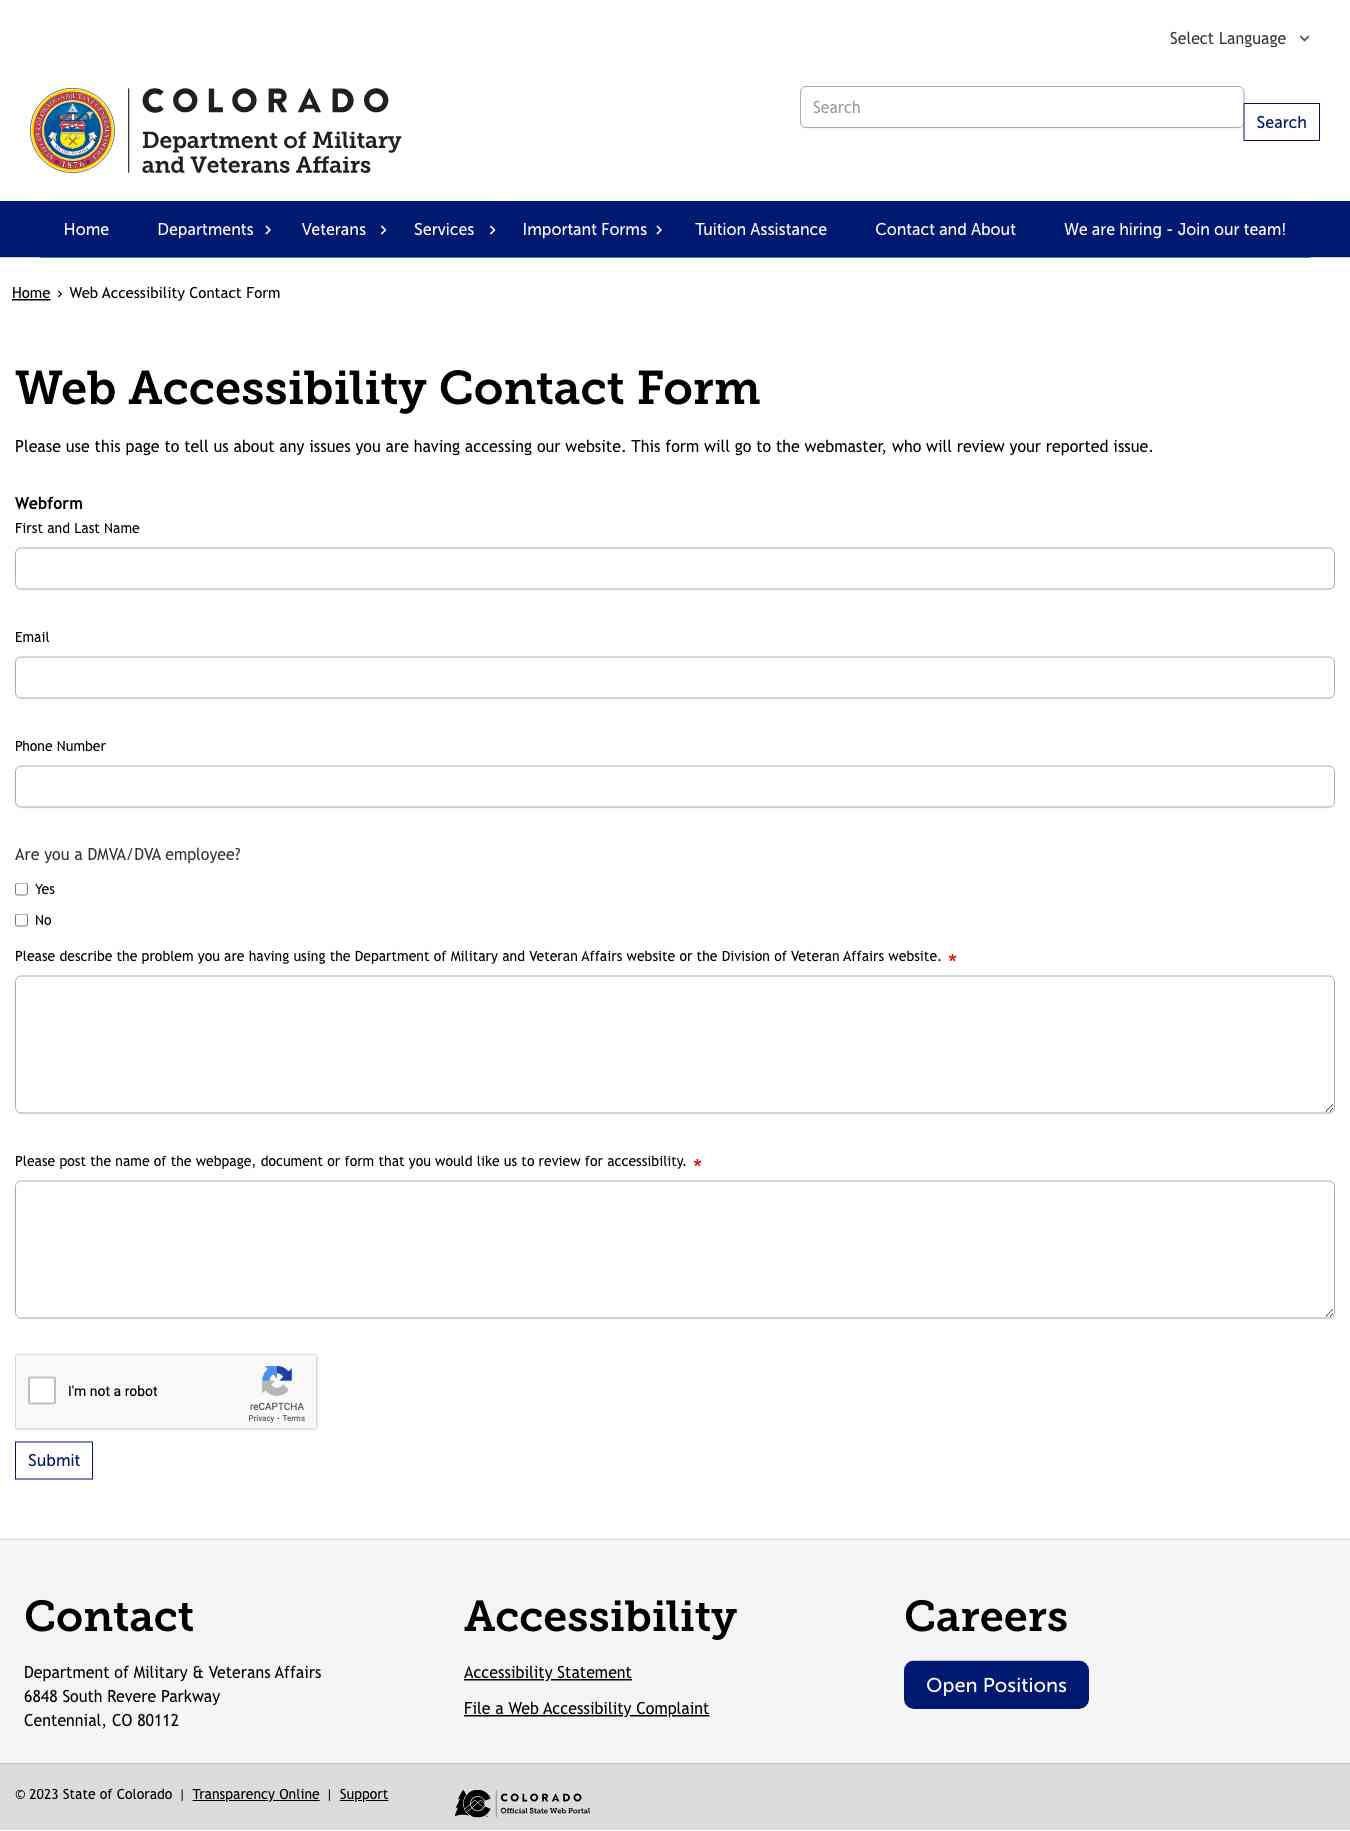 Select Language
COLORADO
Department of Military
and Veterans Affairs
Search
Search
Home
Departments
Veterans
Services
Important Forms
Tuition Assistance
Contact and About
We are hiring - Join our team!
Home › Web Accessibility Contact Form
Web Accessibility Contact Form
Please use this page to tell us about any issues you are having accessing our website. This form will go to the webmaster, who will review your reported issue.
Webform
First and Last Name
Email
Phone Number
Are you a DMVA/DVA employee?
Yes
No
Please describe the problem you are having using the Department of Military and Veteran Affairs website or the Division of Veteran Affairs website. *
Please post the name of the webpage, document or form that you would like us to review for accessibility. *
I'm not a robot
reCAPTCHA
Privacy - Terms
Submit
Contact
Department of Military & Veterans Affairs
6848 South Revere Parkway
Centennial, CO 80112
Accessibility
Accessibility Statement
File a Web Accessibility Complaint
Careers
Open Positions
© 2023 State of Colorado | Transparency Online | Support
COLORADO
Official State Web Portal